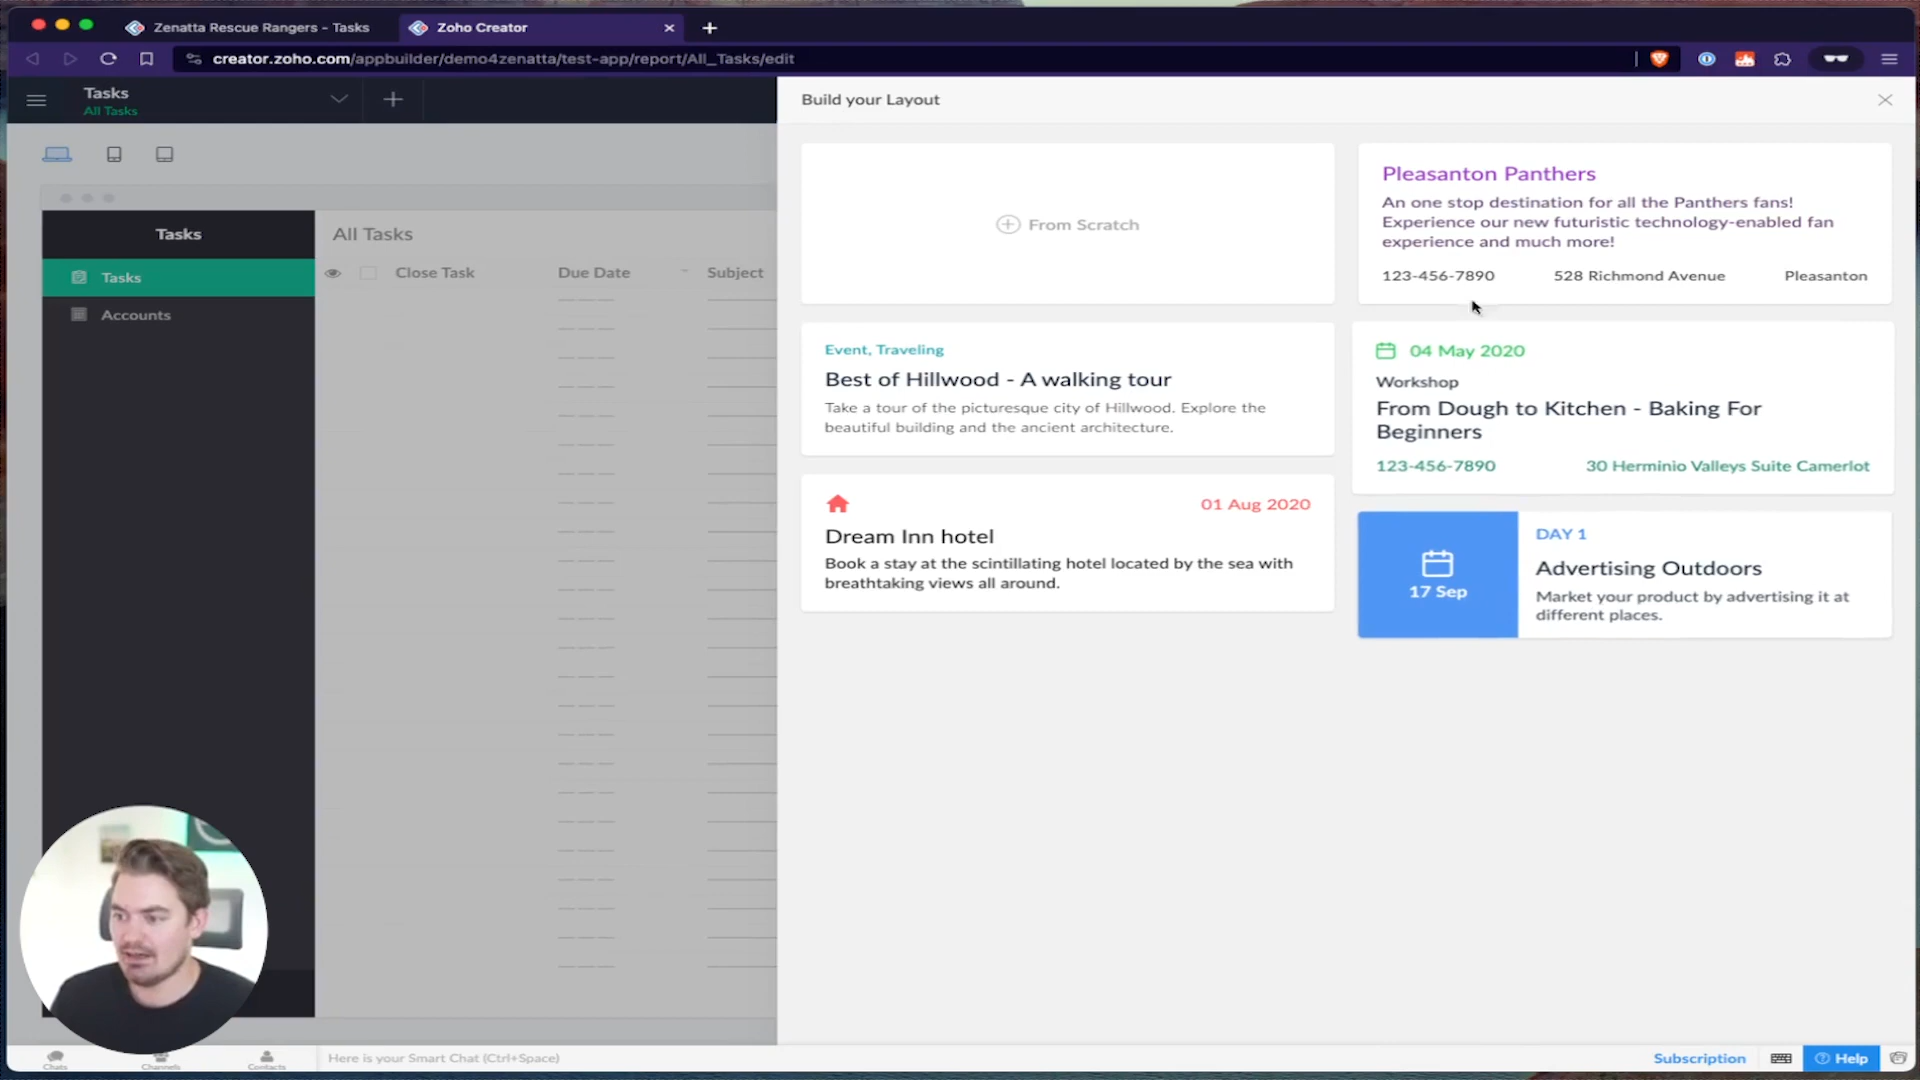 Zenatta Rescue Rangers - Tasks
Zoho Creator
creator.zoho.com/appbuilder/demo4zenatta/test-app/report/All_Tasks/edit
Tasks
All Tasks
Build your Layout
Tasks
Tasks
Accounts
All Tasks
Close Task
Due Date
Subject
From Scratch
Pleasanton Panthers
An one stop destination for all the Panthers fans!
Experience our new futuristic technology-enabled fan
experience and much more!
123-456-7890 528 Richmond Avenue Pleasanton
Event, Traveling
Best of Hillwood - A walking tour
Take a tour of the picturesque city of Hillwood. Explore the
beautiful building and the ancient architecture.
04 May 2020
Workshop
From Dough to Kitchen - Baking For
Beginners
123-456-7890 30 Herminio Valleys Suite Camerlot
01 Aug 2020
Dream Inn hotel
Book a stay at the scintillating hotel located by the sea with
breathtaking views all around.
17 Sep
DAY 1
Advertising Outdoors
Market your product by advertising it at
different places.
Chats
Channels
Contacts
Here is your Smart Chat (Ctrl+Space)
Subscription
Help